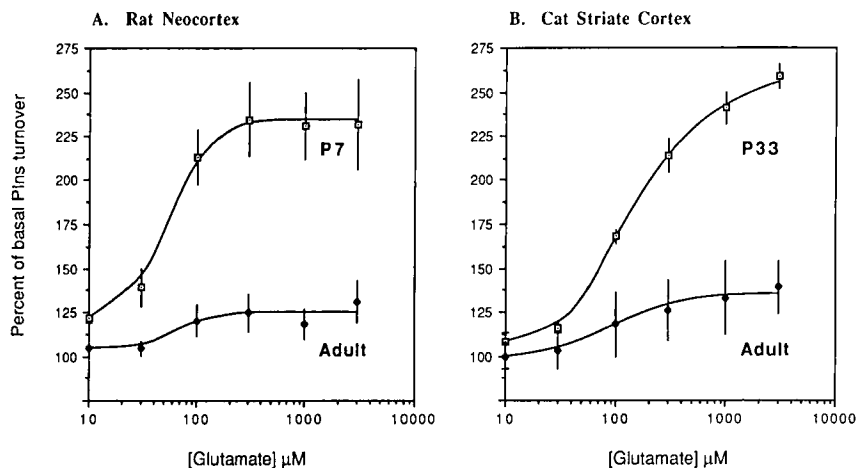 A. Rat Neocortex
B. Cat Striate Cortex
Percent of basal PIns turnover
275
250
225
200
175
150
125
100
75
P7
Adult
10
100
1000
10000
[Glutamate] µM
275
250
225
200
175
150
125
100
75
P33
Adult
10
100
1000
10000
[Glutamate] µM